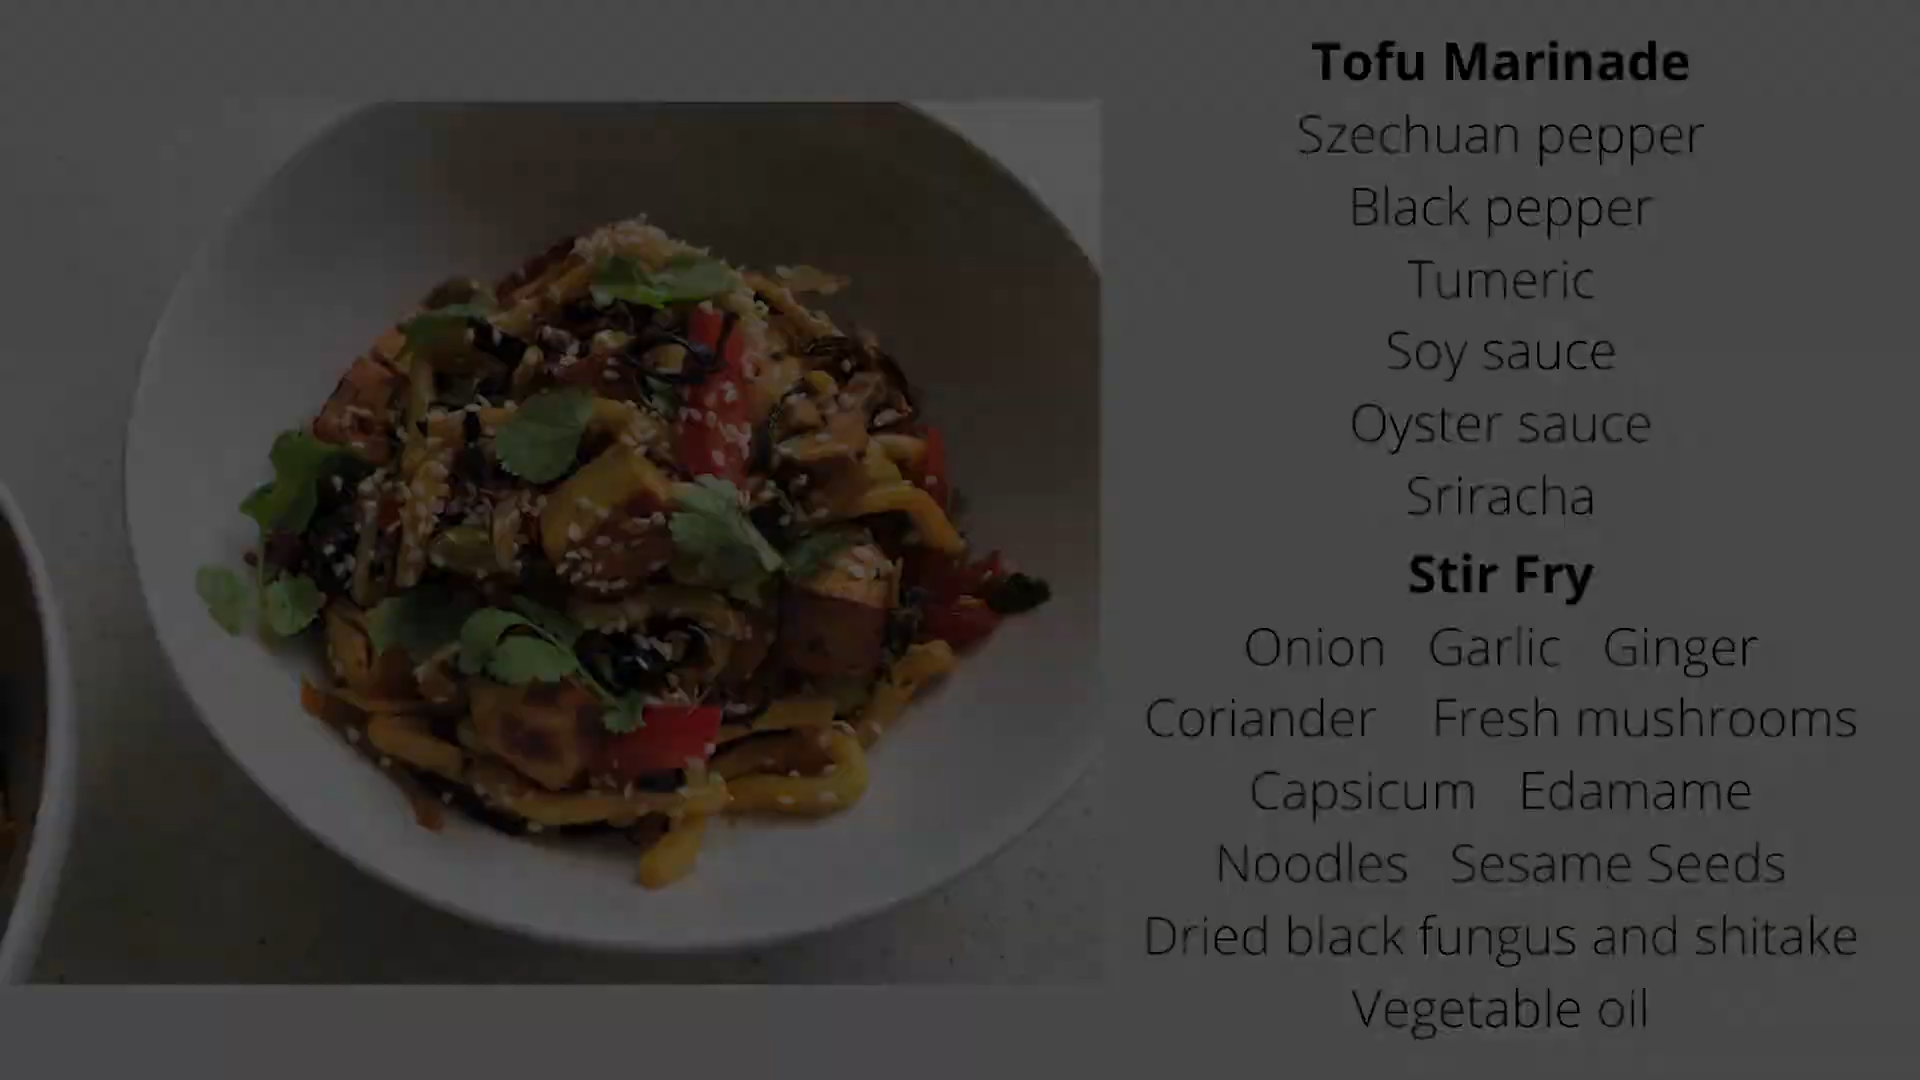 Tofu Marinade
Szechuan pepper
Black pepper
Tumeric
Soy sauce
Oyster sauce
Sriracha
Stir Fry
Onion Garlic Ginger
Coriander Fresh mushrooms
Capsicum Edamame
Noodles Sesame Seeds
Dried black fungus and shitake
Vegetable oil